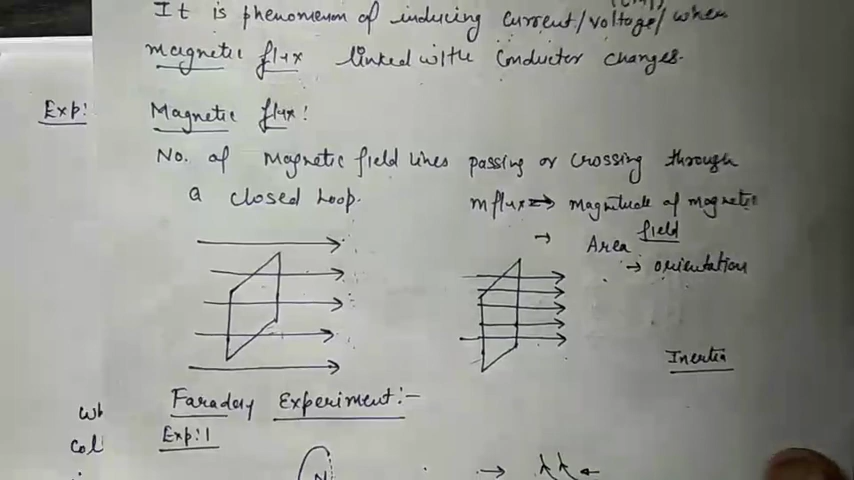 It is phenomenon of inducing current/voltage/when
magnetic flux linked with conductor changes.
Exp:
Magnetic flux:
No. of Magnetic field lines passing or crossing through
a closed loop.
mflux → magnitude of magnetic
field
→ Area
→ orientation
Inertia
Faraday Experiment:-
Exp:1
col
N